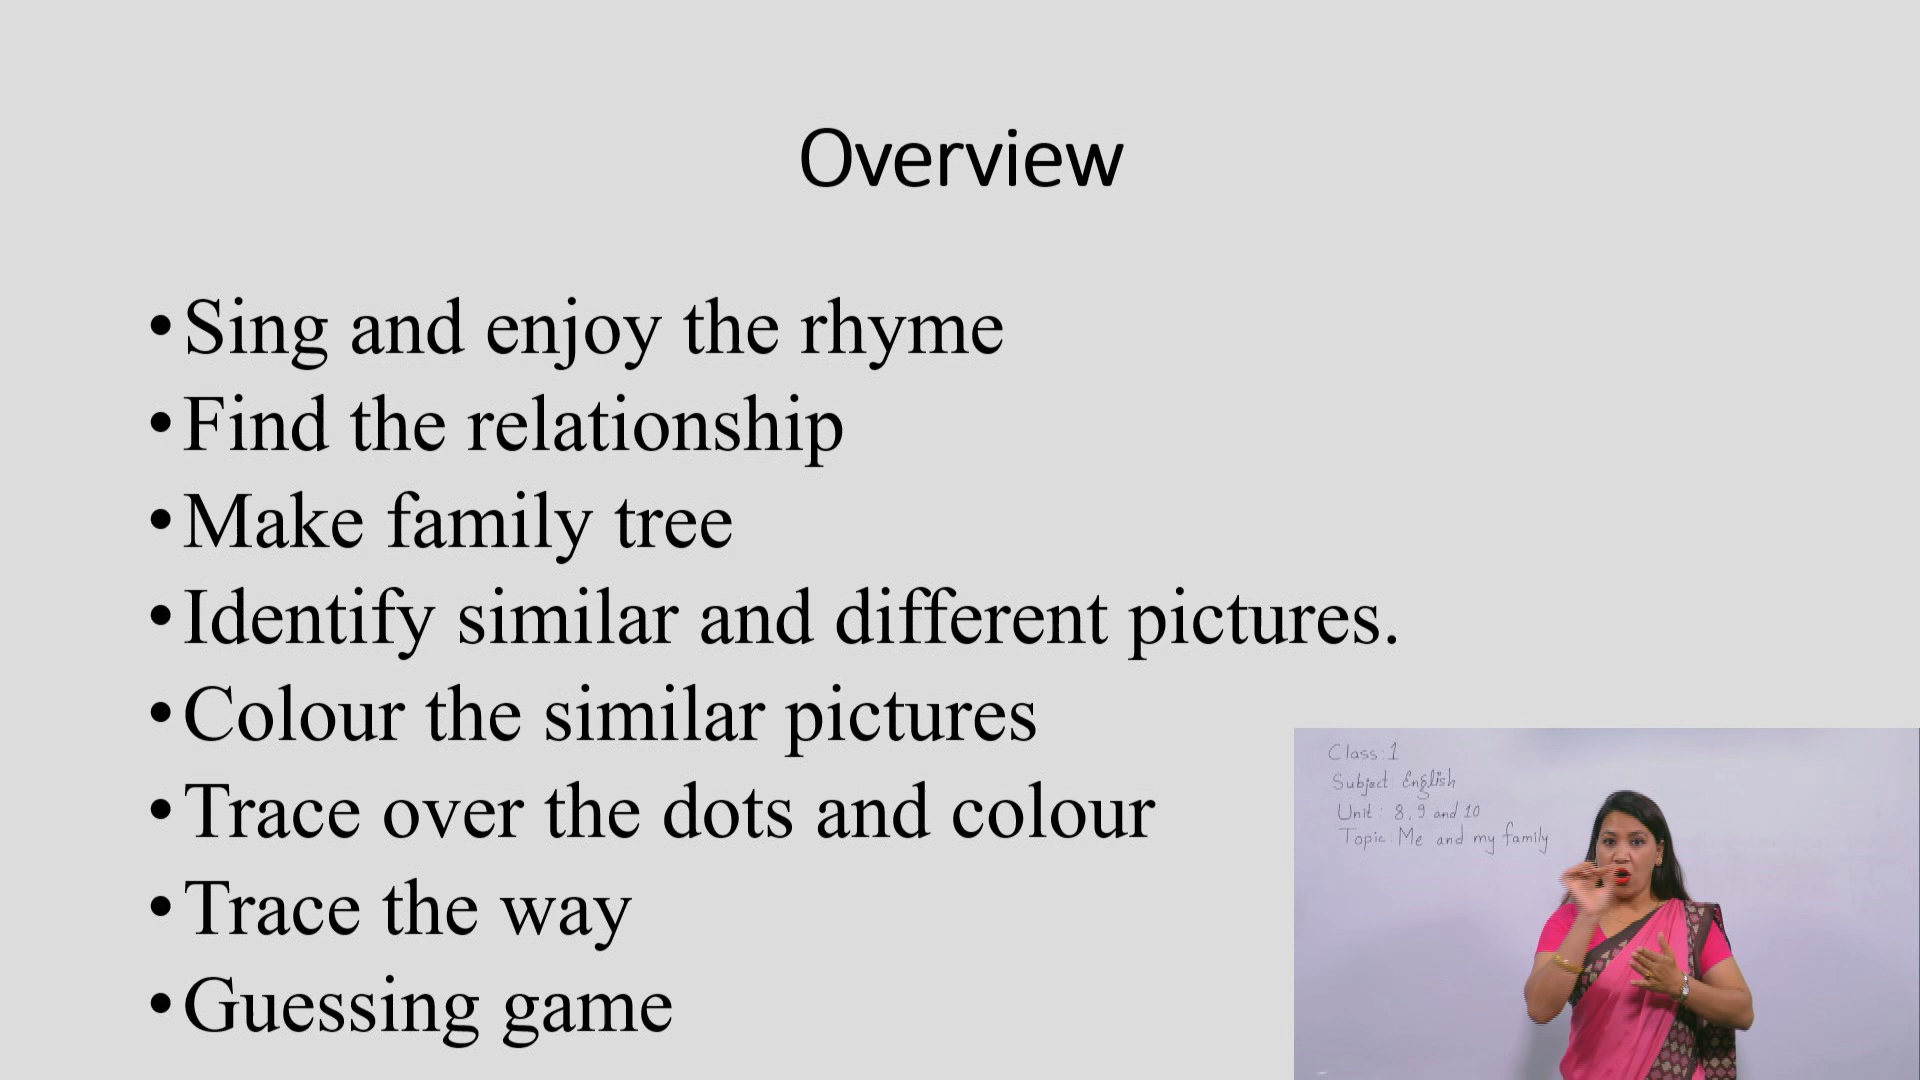 Overview
•Sing and enjoy the rhyme
•Find the relationship
•Make family tree
•Identify similar and different pictures.
•Colour the similar pictures
•Trace over the dots and colour
•Trace the way
•Guessing game
Class:1
Subject: English
Unit: 8, 9 and 10
Topic: Me and my family